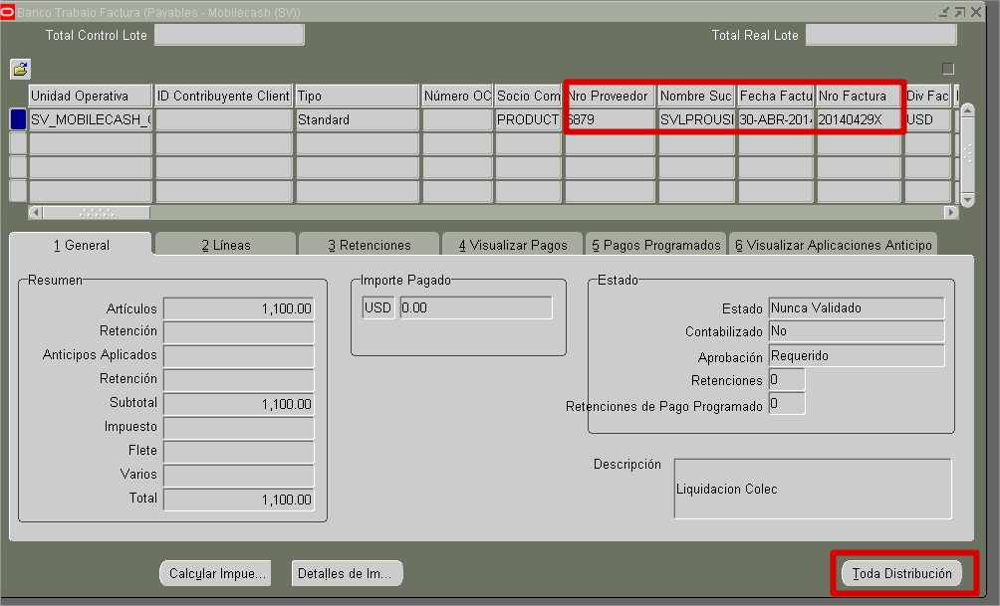 Banco Trabajo Factura (Payables - Mobilecash (SV))
Total Control Lote
Total Real Lote
Unidad Operativa ID Contribuyente Client Tipo Número OC Socio Com Nro Proveedor Nombre Suc Fecha Factu Nro Factura Div Fac
SV_MOBILECASH_ Standard PRODUCT 6879 SVLPROUSI 30-ABR-2014 20140429X USD
1 General 2 Líneas 3 Retenciones 4 Visualizar Pagos 5 Pagos Programados 6 Visualizar Aplicaciones Anticipo
Resumen
Artículos 1,100.00
Retención
Anticipos Aplicados
Retención
Subtotal 1,100.00
Impuesto
Flete
Varios
Total 1,100.00
Importe Pagado
USD 0.00
Estado
Estado Nunca Validado
Contabilizado No
Aprobación Requerido
Retenciones 0
Retenciones de Pago Programado 0
Descripción
Liquidacion Colec
Calcular Impue... Detalles de Im... Toda Distribución